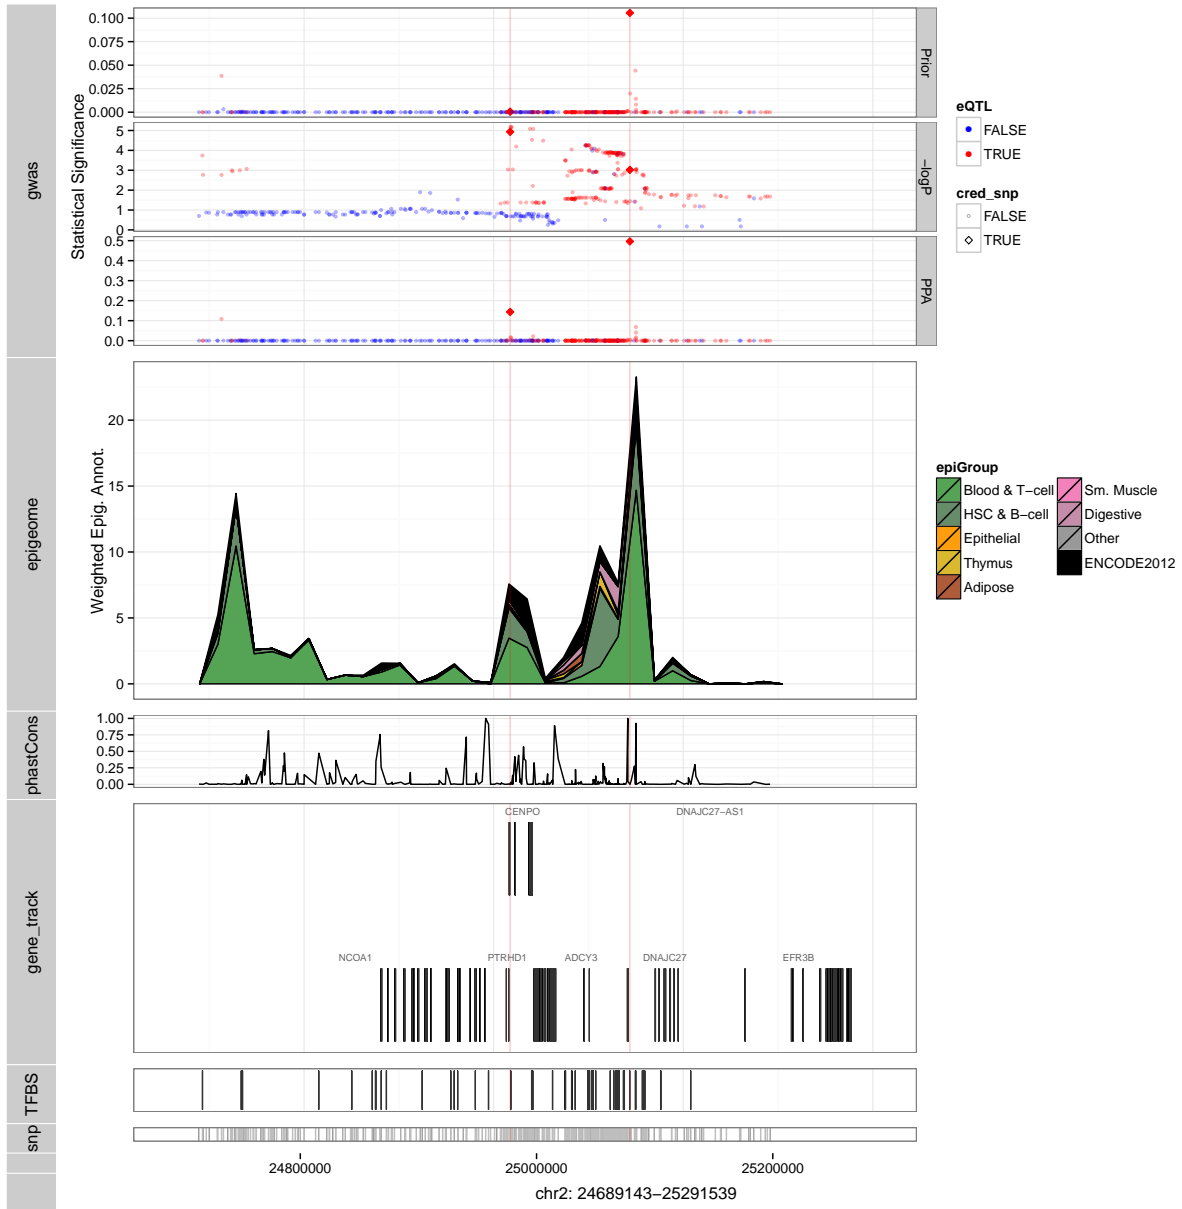 gwas
Statistical Significance
0.100
0.075
0.050
0.025
0.000
Prior
5
4
3
2
1
0
−logP
0.5
0.4
0.3
0.2
0.1
0.0
PPA
eQTL
FALSE
TRUE
cred_snp
FALSE
TRUE
epigeome
Weighted Epig. Annot.
20
15
10
5
0
epiGroup
Blood & T−cell
HSC & B−cell
Epithelial
Thymus
Adipose
Sm. Muscle
Digestive
Other
ENCODE2012
phastCons
1.00
0.75
0.50
0.25
0.00
gene_track
CENPO
DNAJC27−AS1
NCOA1
PTRHD1
ADCY3
DNAJC27
EFR3B
TFBS
snp
24800000
25000000
25200000
chr2: 24689143−25291539